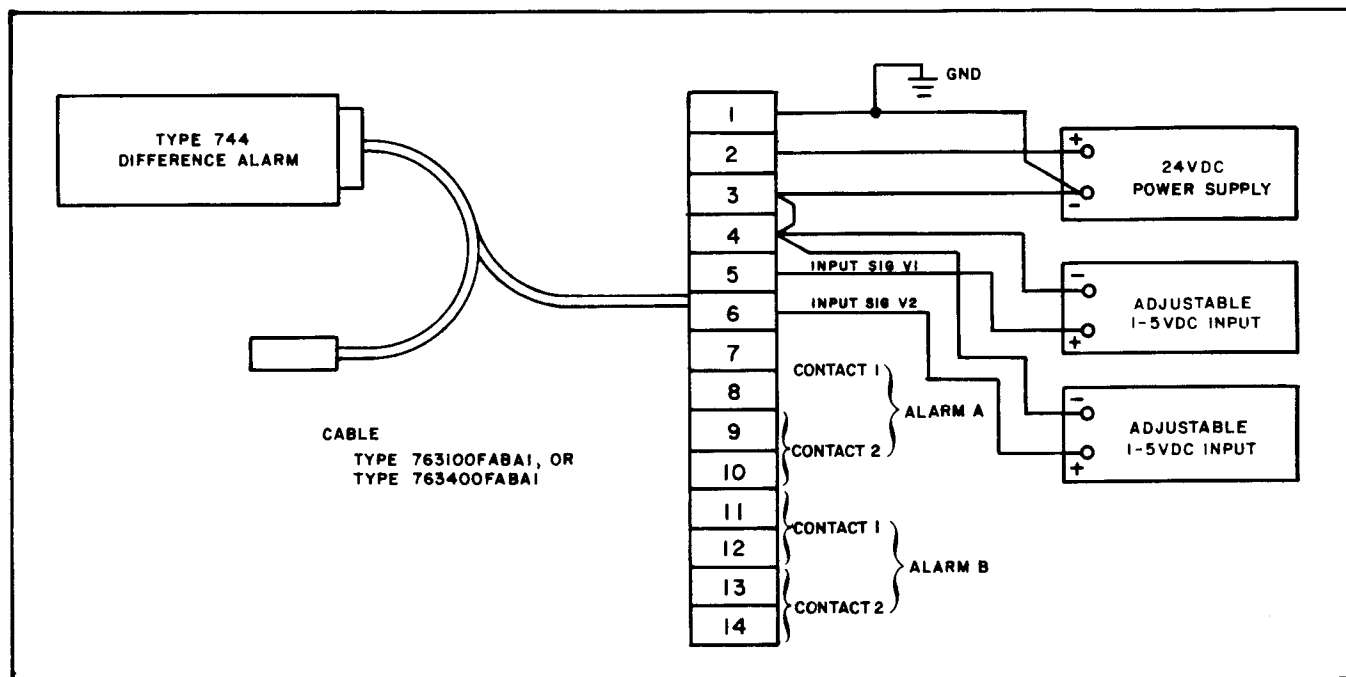 TYPE 744
DIFFERENCE ALARM
CABLE
TYPE 763100FABA1, OR
TYPE 763400FABA1
1
2
3
4
5
6
7
8
9
10
11
12
13
14
GND
INPUT SIG V1
INPUT SIG V2
CONTACT 1
CONTACT 2
ALARM A
CONTACT 1
CONTACT 2
ALARM B
+
24VDC
POWER SUPPLY
-
-
ADJUSTABLE
1-5VDC INPUT
+
-
ADJUSTABLE
1-5VDC INPUT
+